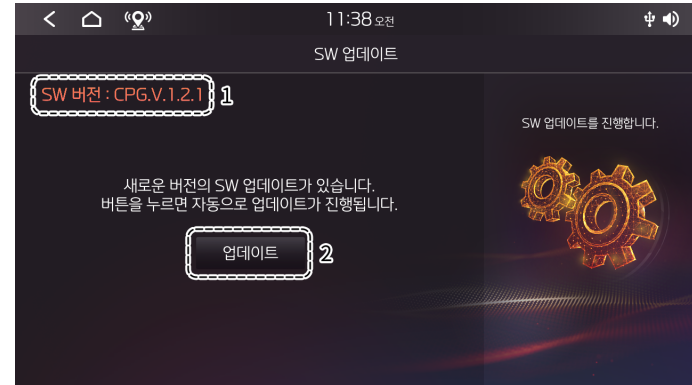 11:38 오전
SW 업데이트
SW 버전 : CPG.V.1.2.1
1
SW 업데이트를 진행합니다.
새로운 버전의 SW 업데이트가 있습니다.
버튼을 누르면 자동으로 업데이트가 진행됩니다.
업데이트
2